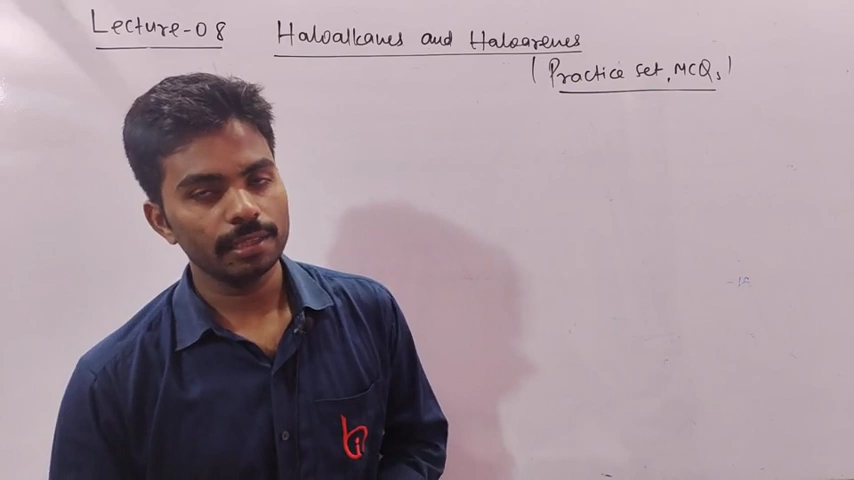 Lecture-08 Haloalkanes and Haloarenes
(Practice Set, MCQs)